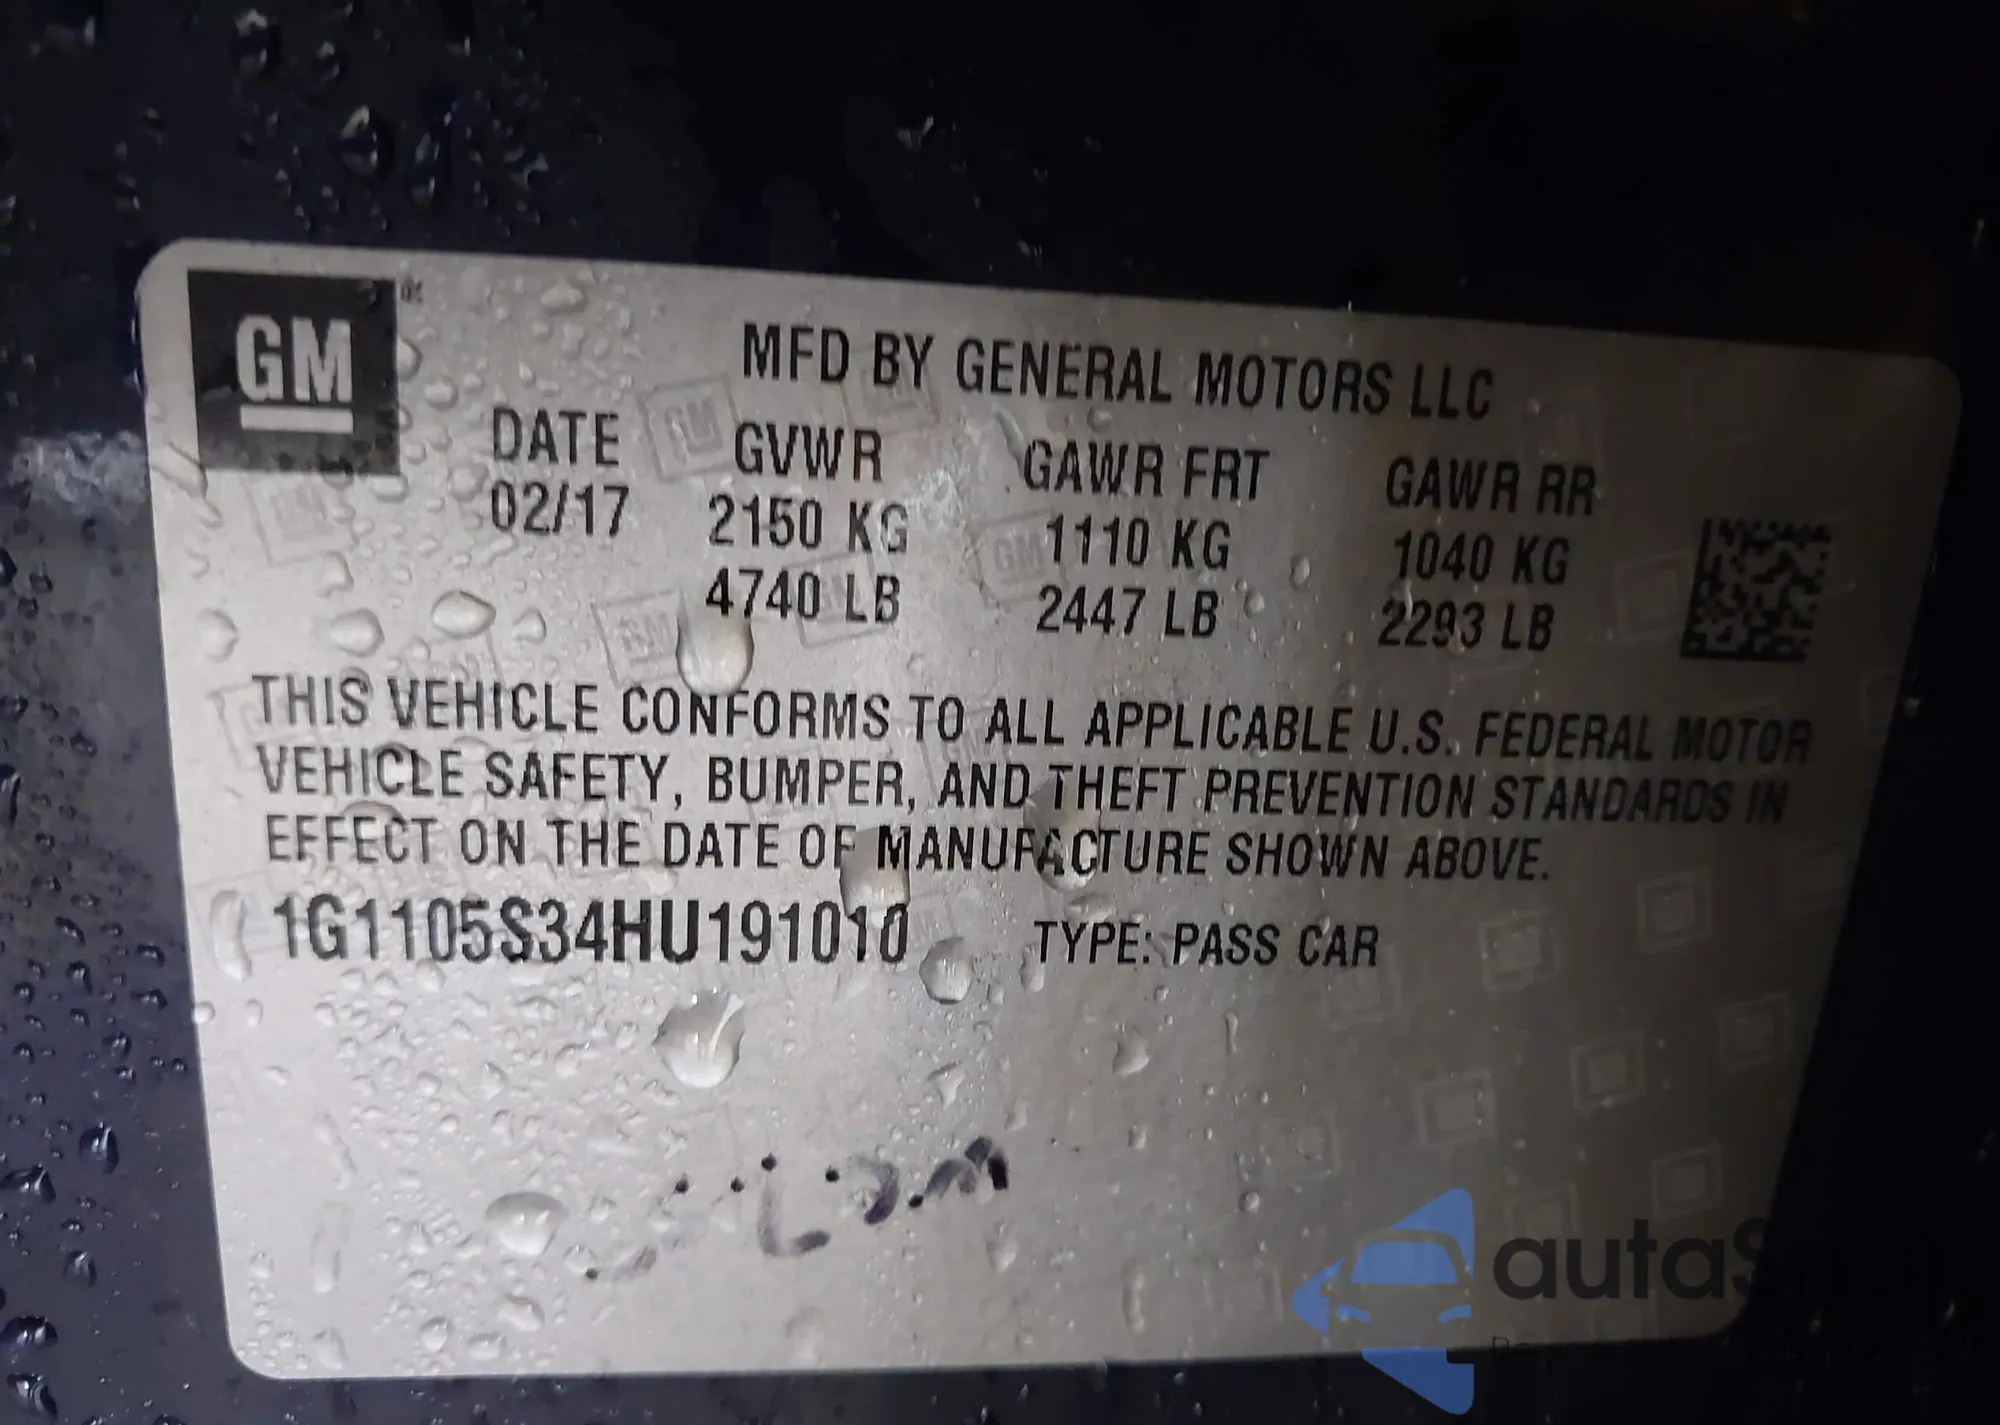 GM
MFD BY GENERAL MOTORS LLC
DATE GVWR GAWR FRT GAWR RR
02/17 2150 KG 1110 KG 1040 KG
4740 LB 2447 LB 2293 LB
THIS VEHICLE CONFORMS TO ALL APPLICABLE U.S. FEDERAL MOTOR
VEHICLE SAFETY, BUMPER, AND THEFT PREVENTION STANDARDS IN
EFFECT ON THE DATE OF MANUFACTURE SHOWN ABOVE.
1G1105S34HU191010 TYPE: PASS CAR